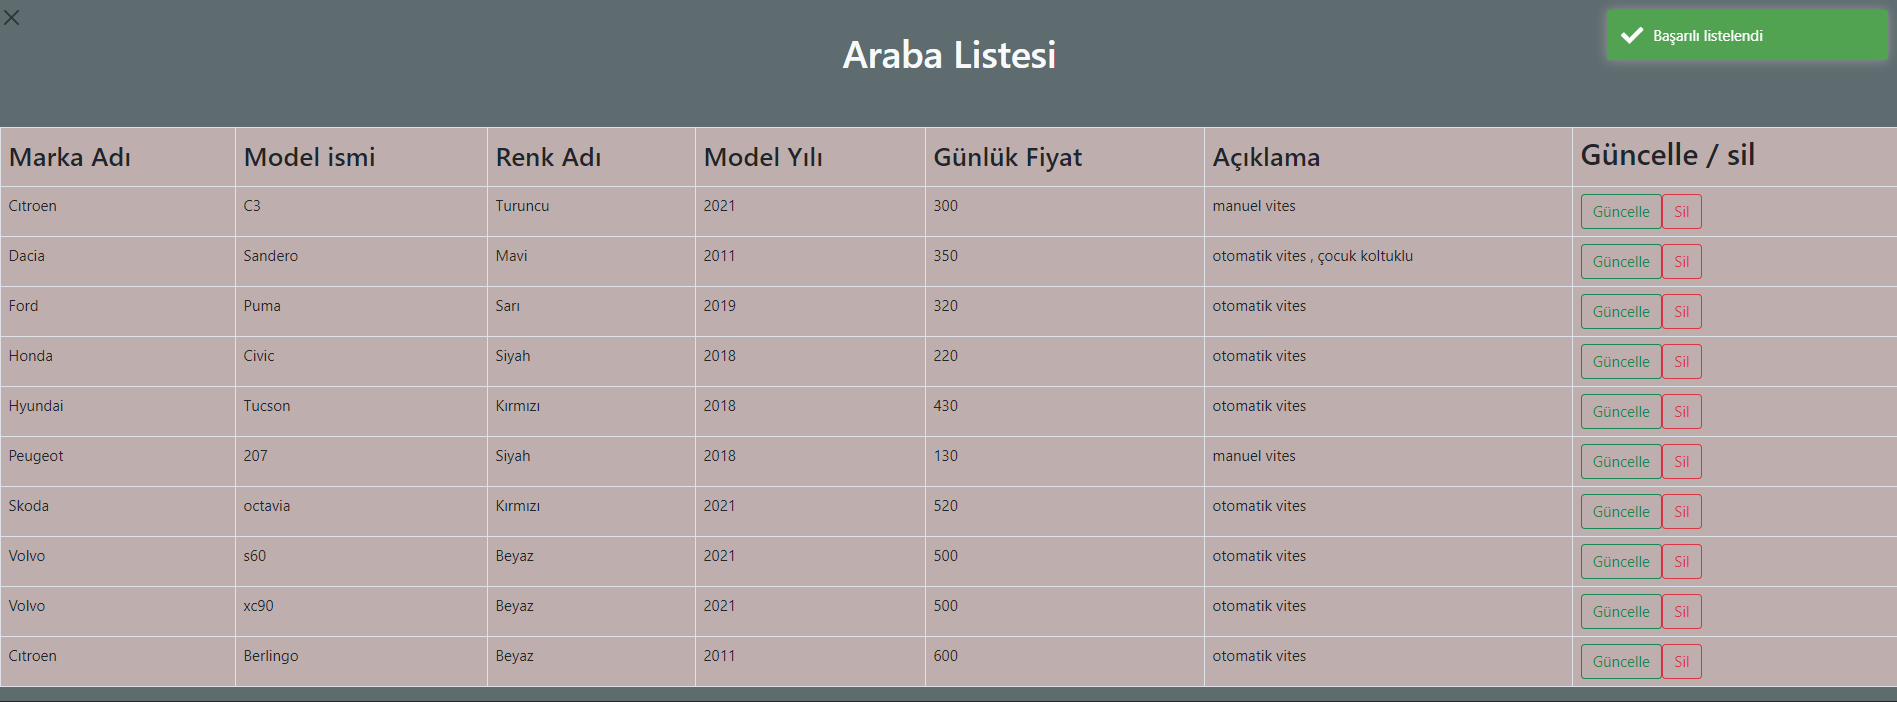 Araba Listesi
Başarılı listelendi
Marka Adı Model ismi Renk Adı Model Yılı Günlük Fiyat Açıklama Güncelle / sil
Cıtroen C3 Turuncu 2021 300 manuel vites Güncelle Sil
Dacia Sandero Mavi 2011 350 otomatik vites , çocuk koltuklu Güncelle Sil
Ford Puma Sarı 2019 320 otomatik vites Güncelle Sil
Honda Civic Siyah 2018 220 otomatik vites Güncelle Sil
Hyundai Tucson Kırmızı 2018 430 otomatik vites Güncelle Sil
Peugeot 207 Siyah 2018 130 manuel vites Güncelle Sil
Skoda octavia Kırmızı 2021 520 otomatik vites Güncelle Sil
Volvo s60 Beyaz 2021 500 otomatik vites Güncelle Sil
Volvo xc90 Beyaz 2021 500 otomatik vites Güncelle Sil
Cıtroen Berlingo Beyaz 2011 600 otomatik vites Güncelle Sil